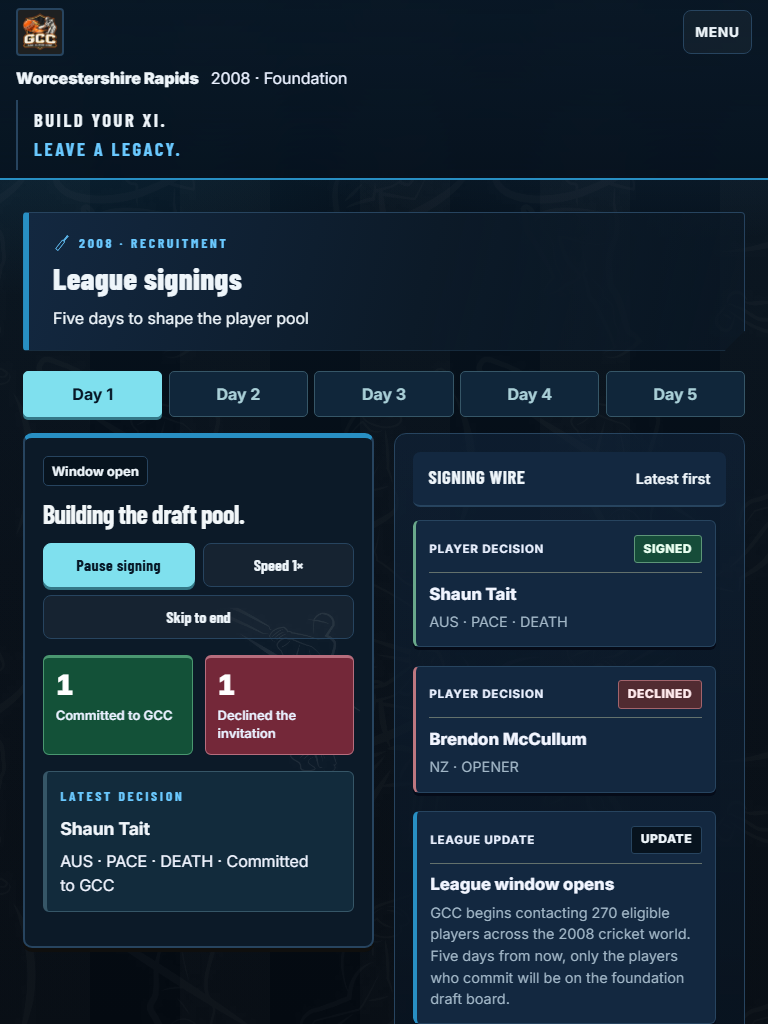 GCC
MENU
Worcestershire Rapids 2008 · Foundation
BUILD YOUR XI.
LEAVE A LEGACY.
2008 · RECRUITMENT
League signings
Five days to shape the player pool
Day 1
Day 2
Day 3
Day 4
Day 5
Window open
Building the draft pool.
Pause signing
Speed 1×
Skip to end
1
Committed to GCC
1
Declined the
invitation
LATEST DECISION
Shaun Tait
AUS · PACE · DEATH · Committed
to GCC
SIGNING WIRE
Latest first
PLAYER DECISION
SIGNED
Shaun Tait
AUS · PACE · DEATH
PLAYER DECISION
DECLINED
Brendon McCullum
NZ · OPENER
LEAGUE UPDATE
UPDATE
League window opens
GCC begins contacting 270 eligible
players across the 2008 cricket world.
Five days from now, only the players
who commit will be on the foundation
draft board.